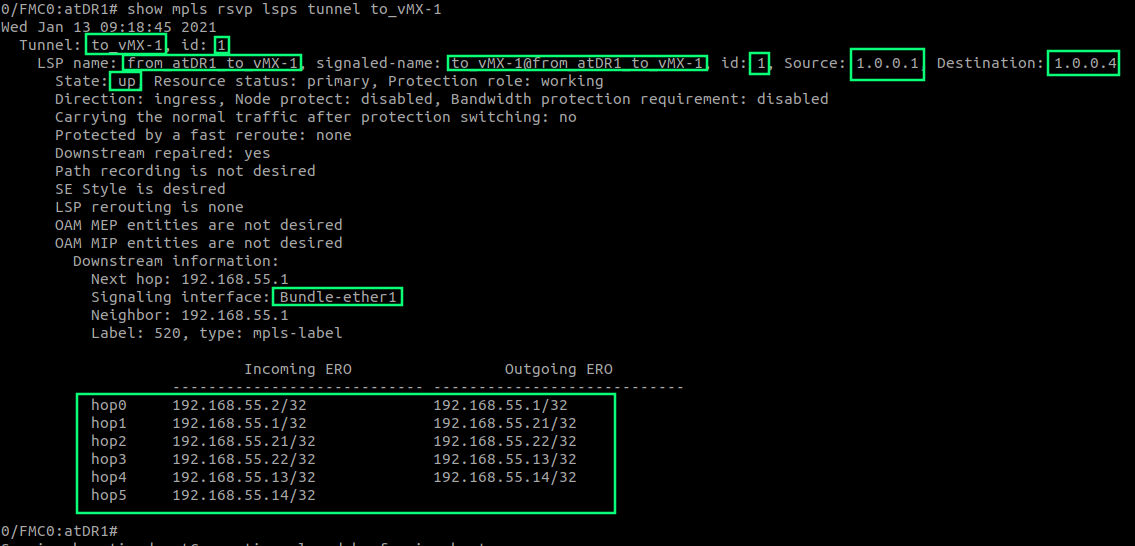 0/FMC0:atDR1# show mpls rsvp lsps tunnel to_vMX-1
Wed Jan 13 09:18:45 2021
Tunnel: to_vMX-1, id: 1
LSP name: from_atDR1_to_vMX-1, signaled-name: to_vMX-1@from_atDR1_to_vMX-1, id: 1, Source: 1.0.0.1, Destination: 1.0.0.4
State: up, Resource status: primary, Protection role: working
Direction: ingress, Node protect: disabled, Bandwidth protection requirement: disabled
Carrying the normal traffic after protection switching: no
Protected by a fast reroute: none
Downstream repaired: yes
Path recording is not desired
SE Style is desired
LSP rerouting is none
OAM MEP entities are not desired
OAM MIP entities are not desired
Downstream information:
Next hop: 192.168.55.1
Signaling interface: Bundle-ether1
Neighbor: 192.168.55.1
Label: 520, type: mpls-label
Incoming ERO Outgoing ERO
---------------------------- ----------------------------
hop0 192.168.55.2/32 192.168.55.1/32
hop1 192.168.55.1/32 192.168.55.21/32
hop2 192.168.55.21/32 192.168.55.22/32
hop3 192.168.55.22/32 192.168.55.13/32
hop4 192.168.55.13/32 192.168.55.14/32
hop5 192.168.55.14/32
0/FMC0:atDR1#